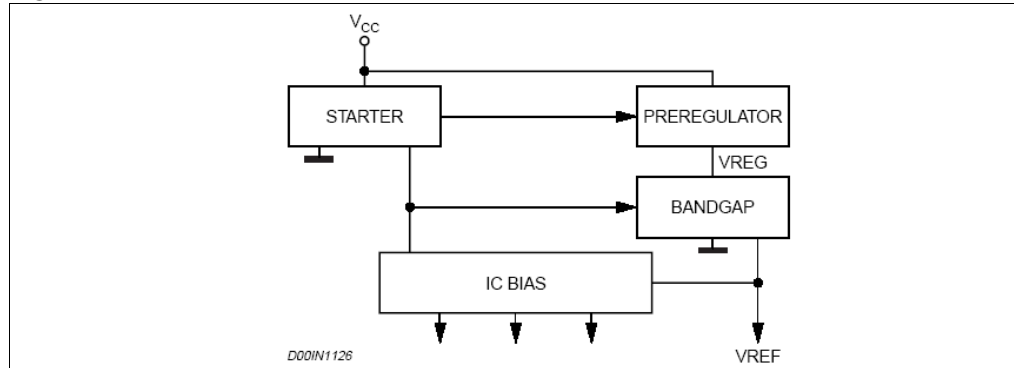 VCC
STARTER
PREREGULATOR
VREG
BANDGAP
IC BIAS
D00IN1126
VREF